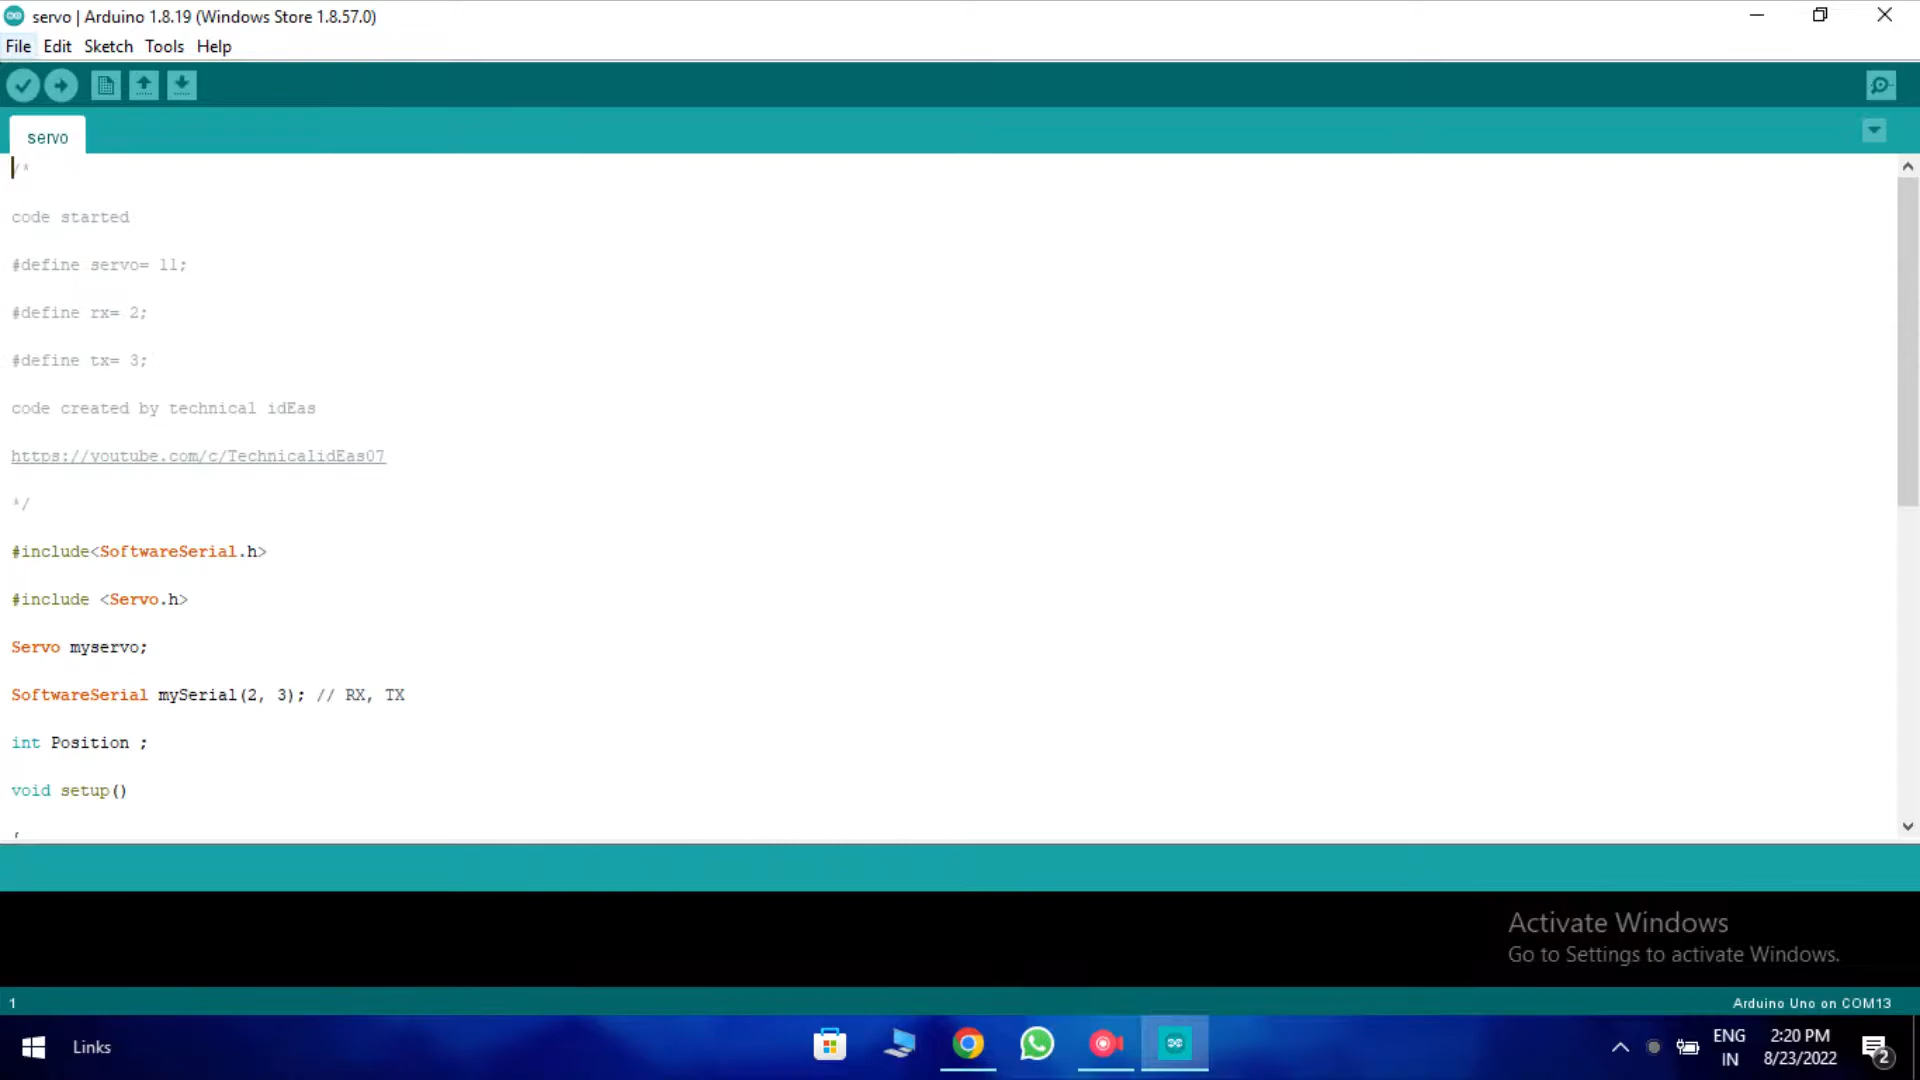 servo | Arduino 1.8.19 (Windows Store 1.8.57.0)
File Edit Sketch Tools Help
servo
/*
code started
#define servo= 11;
#define rx= 2;
#define tx= 3;
code created by technical idEas
https://youtube.com/c/TechnicalidEas07
*/
#include<SoftwareSerial.h>
#include <Servo.h>
Servo myservo;
SoftwareSerial mySerial(2, 3); // RX, TX
int Position ;
void setup()
{
Activate Windows
Go to Settings to activate Windows.
1
Arduino Uno on COM13
Links
ENG
IN
2:20 PM
8/23/2022
2